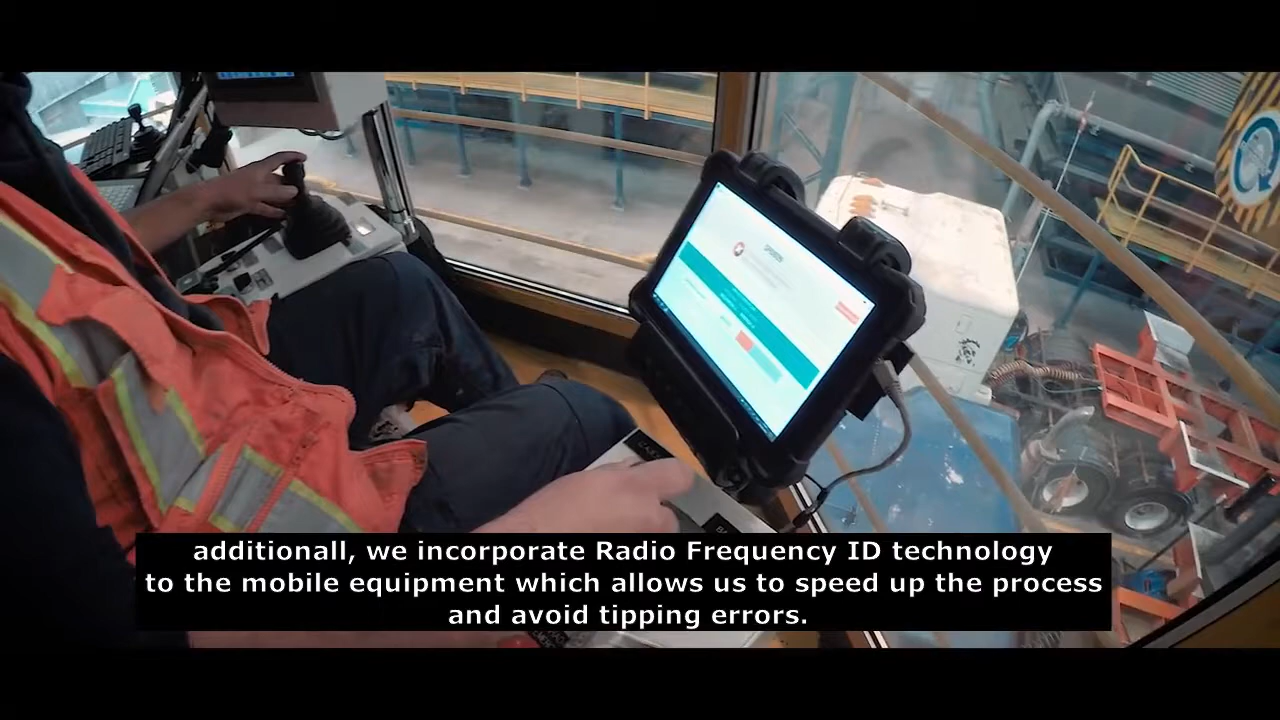 additionall, we incorporate Radio Frequency ID technology
to the mobile equipment which allows us to speed up the process
and avoid tipping errors.